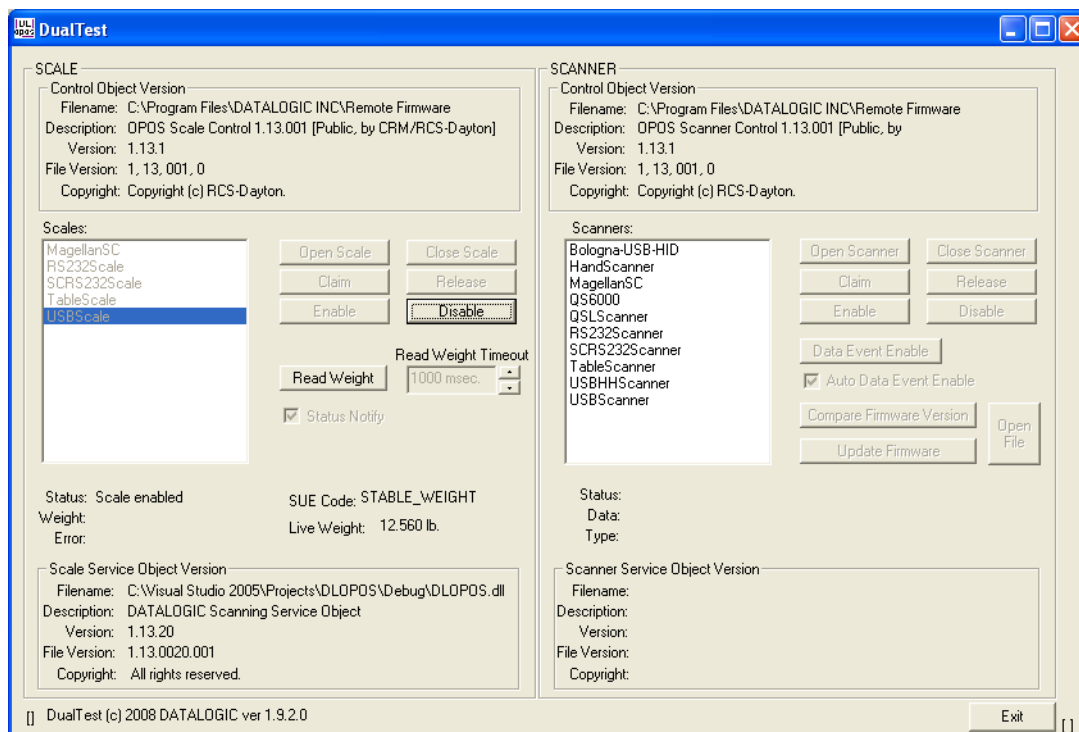 DualTest
SCALE
Control Object Version
Filename: C:\Program Files\DATALOGIC INC\Remote Firmware
Description: OPOS Scale Control 1.13.001 [Public, by CRM/RCS-Dayton]
Version: 1.13.1
File Version: 1, 13, 001, 0
Copyright: Copyright (c) RCS-Dayton.
Scales:
MagellanSC
RS232Scale
SCRS232Scale
TableScale
USBScale
Open Scale
Close Scale
Claim
Release
Enable
Disable
Read Weight Timeout
Read Weight
1000 msec.
Status Notify
Status: Scale enabled
Weight:
Error:
SUE Code: STABLE_WEIGHT
Live Weight: 12.560 lb.
Scale Service Object Version
Filename: C:\Visual Studio 2005\Projects\DLOPOS\Debug\DLOPOS.dll
Description: DATALOGIC Scanning Service Object
Version: 1.13.20
File Version: 1.13.0020.001
Copyright: All rights reserved.
SCANNER
Control Object Version
Filename: C:\Program Files\DATALOGIC INC\Remote Firmware
Description: OPOS Scanner Control 1.13.001 [Public, by
Version: 1.13.1
File Version: 1, 13, 001, 0
Copyright: Copyright (c) RCS-Dayton.
Scanners:
Bologna-USB-HID
HandScanner
MagellanSC
QS6000
QSLScanner
RS232Scanner
SCRS232Scanner
TableScanner
USBHHScanner
USBScanner
Open Scanner
Close Scanner
Claim
Release
Enable
Disable
Data Event Enable
Auto Data Event Enable
Compare Firmware Version
Update Firmware
Open File
Status:
Data:
Type:
Scanner Service Object Version
Filename:
Description:
Version:
File Version:
Copyright:
[] DualTest (c) 2008 DATALOGIC ver 1.9.2.0
Exit
[ ]